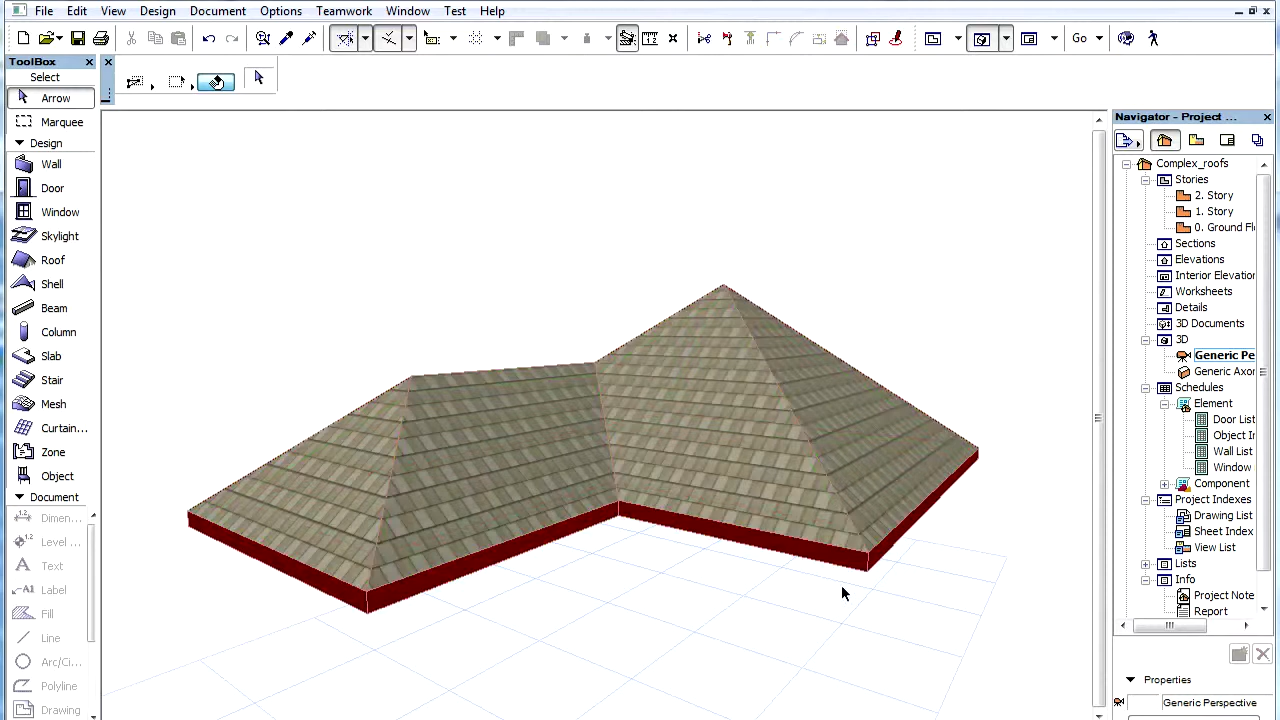 File Edit View Design Document Options Teamwork Window Test Help
Go
ToolBox
Select
Arrow
Marquee
Design
Wall
Door
Window
Skylight
Roof
Shell
Beam
Column
Slab
Stair
Mesh
Curtain...
Zone
Object
Document
Dimen...
Level ...
Text
Label
Fill
Line
Arc/Ci...
Polyline
Drawing
Navigator - Project ...
Complex_roofs
Stories
2. Story
1. Story
0. Ground Fl
Sections
Elevations
Interior Elevatior
Worksheets
Details
3D Documents
3D
Generic Pe
Generic Axor
Schedules
Element
Door List
Object Ir
Wall List
Window
Component
Project Indexes
Drawing List
Sheet Index
View List
Lists
Info
Project Note
Report
Properties
Generic Perspective